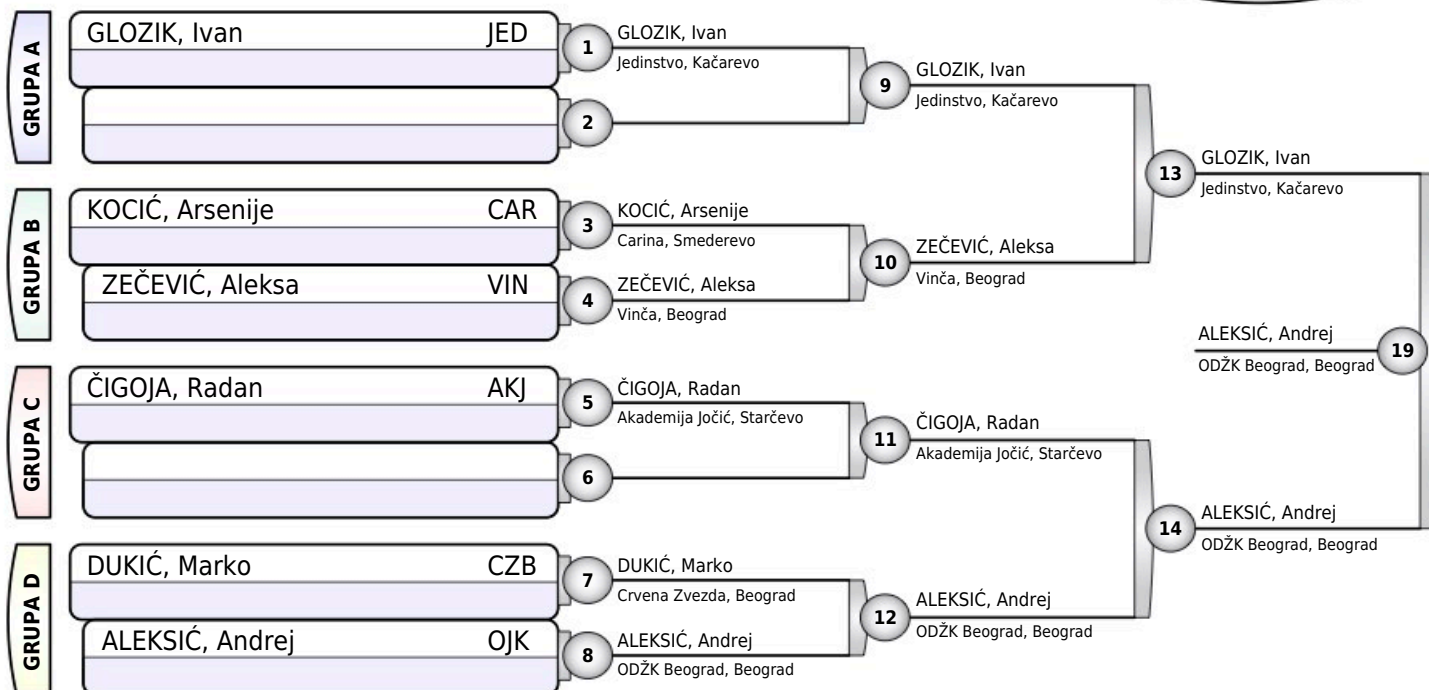 GRUPA A
GLOZIK, Ivan JED
1
GLOZIK, Ivan
Jedinstvo, Kačarevo
2
9
GLOZIK, Ivan
Jedinstvo, Kačarevo
GRUPA B
KOCIĆ, Arsenije CAR
3
KOCIĆ, Arsenije
Carina, Smederevo
ZEČEVIĆ, Aleksa VIN
4
ZEČEVIĆ, Aleksa
Vinča, Beograd
10
ZEČEVIĆ, Aleksa
Vinča, Beograd
13
GLOZIK, Ivan
Jedinstvo, Kačarevo
GRUPA C
ČIGOJA, Radan AKJ
5
ČIGOJA, Radan
Akademija Jočić, Starčevo
6
11
ČIGOJA, Radan
Akademija Jočić, Starčevo
GRUPA D
DUKIĆ, Marko CZB
7
DUKIĆ, Marko
Crvena Zvezda, Beograd
ALEKSIĆ, Andrej OJK
8
ALEKSIĆ, Andrej
ODŽK Beograd, Beograd
12
ALEKSIĆ, Andrej
ODŽK Beograd, Beograd
14
ALEKSIĆ, Andrej
ODŽK Beograd, Beograd
ALEKSIĆ, Andrej
ODŽK Beograd, Beograd
19